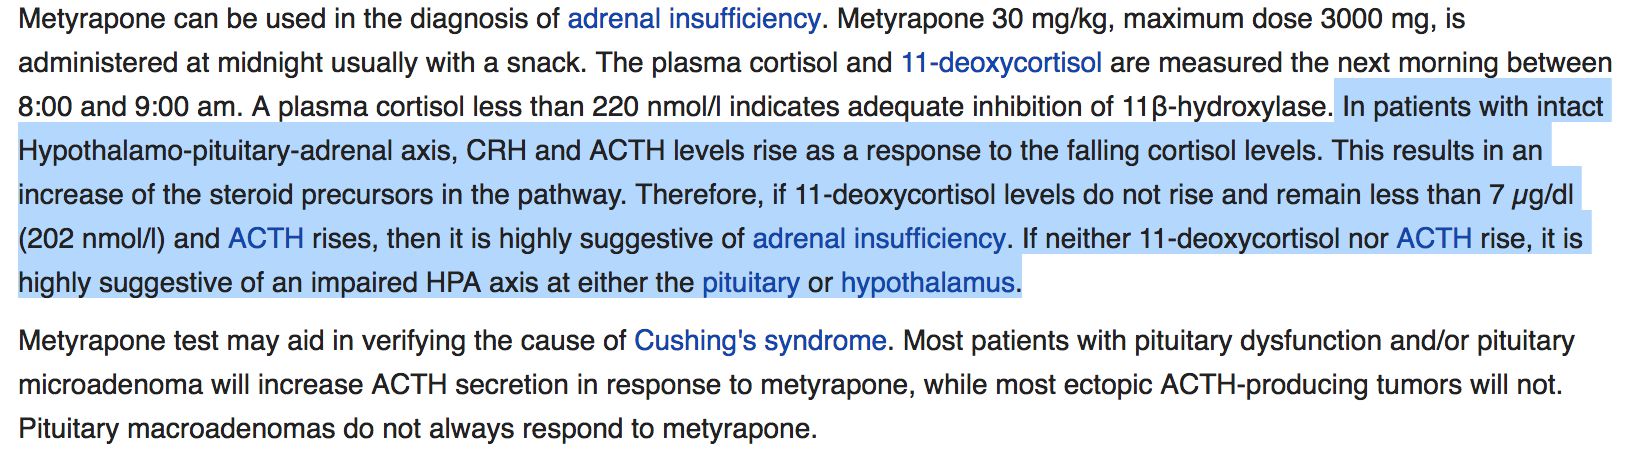 Metyrapone can be used in the diagnosis of adrenal insufficiency. Metyrapone 30 mg/kg, maximum dose 3000 mg, is
administered at midnight usually with a snack. The plasma cortisol and 11-deoxycortisol are measured the next morning between
8:00 and 9:00 am. A plasma cortisol less than 220 nmol/l indicates adequate inhibition of 11β-hydroxylase. In patients with intact
Hypothalamo-pituitary-adrenal axis, CRH and ACTH levels rise as a response to the falling cortisol levels. This results in an
increase of the steroid precursors in the pathway. Therefore, if 11-deoxycortisol levels do not rise and remain less than 7 µg/dl
(202 nmol/l) and ACTH rises, then it is highly suggestive of adrenal insufficiency. If neither 11-deoxycortisol nor ACTH rise, it is
highly suggestive of an impaired HPA axis at either the pituitary or hypothalamus.
Metyrapone test may aid in verifying the cause of Cushing's syndrome. Most patients with pituitary dysfunction and/or pituitary
microadenoma will increase ACTH secretion in response to metyrapone, while most ectopic ACTH-producing tumors will not.
Pituitary macroadenomas do not always respond to metyrapone.